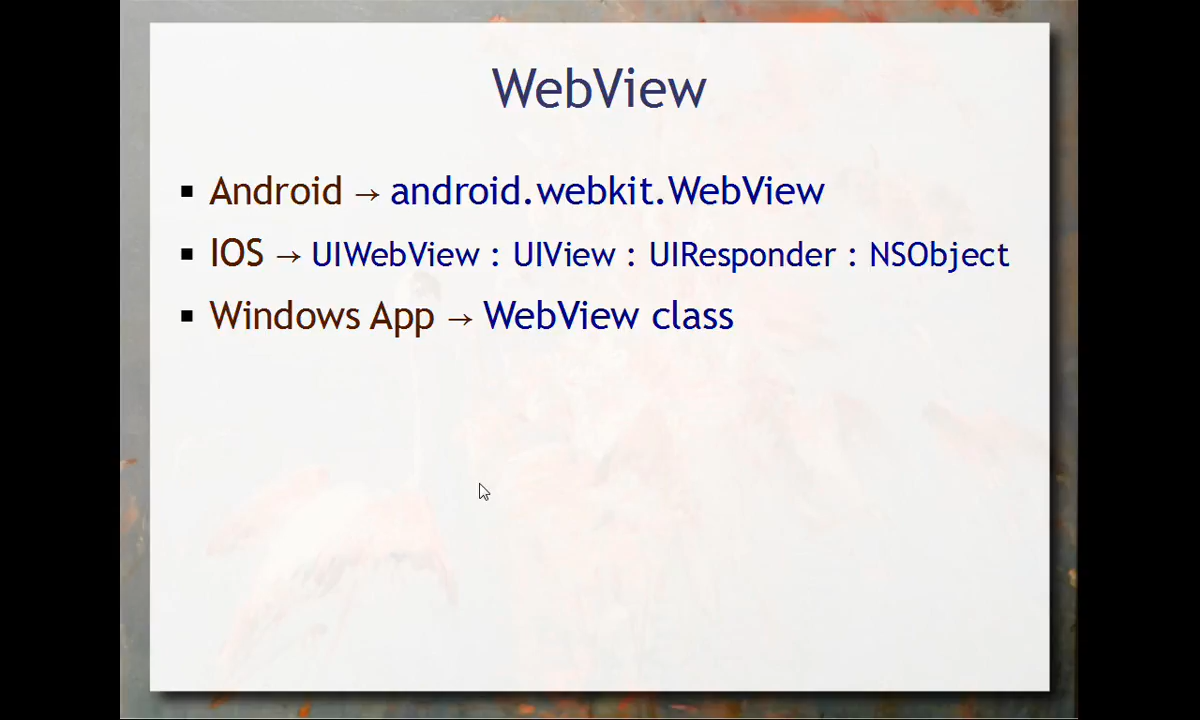 WebView
▪ Android → android.webkit.WebView
▪ IOS → UIWebView : UIView : UIResponder : NSObject
▪ Windows App → WebView class